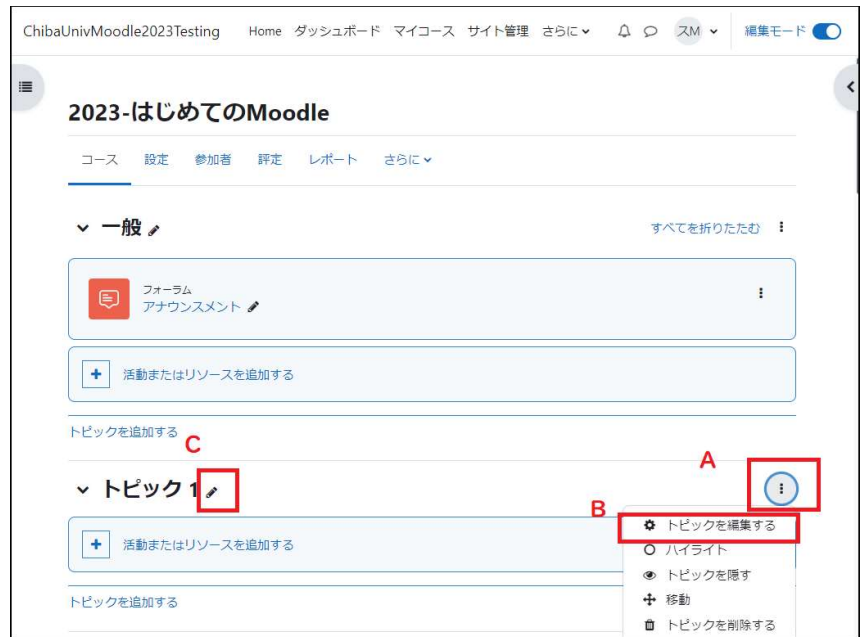 ChibaUnivMoodle2023Testing Home ダッシュボード マイコース サイト管理 さらに スM 編集モード
2023-はじめてのMoodle
コース 設定 参加者 評定 レポート さらに
一般 すべてを折りたたむ
フォーラム
アナウンスメント
活動またはリソースを追加する
トピックを追加する
C
A
トピック 1
B
トピックを編集する
活動またはリソースを追加する
ハイライト
トピックを隠す
トピックを追加する 移動
トピックを削除する